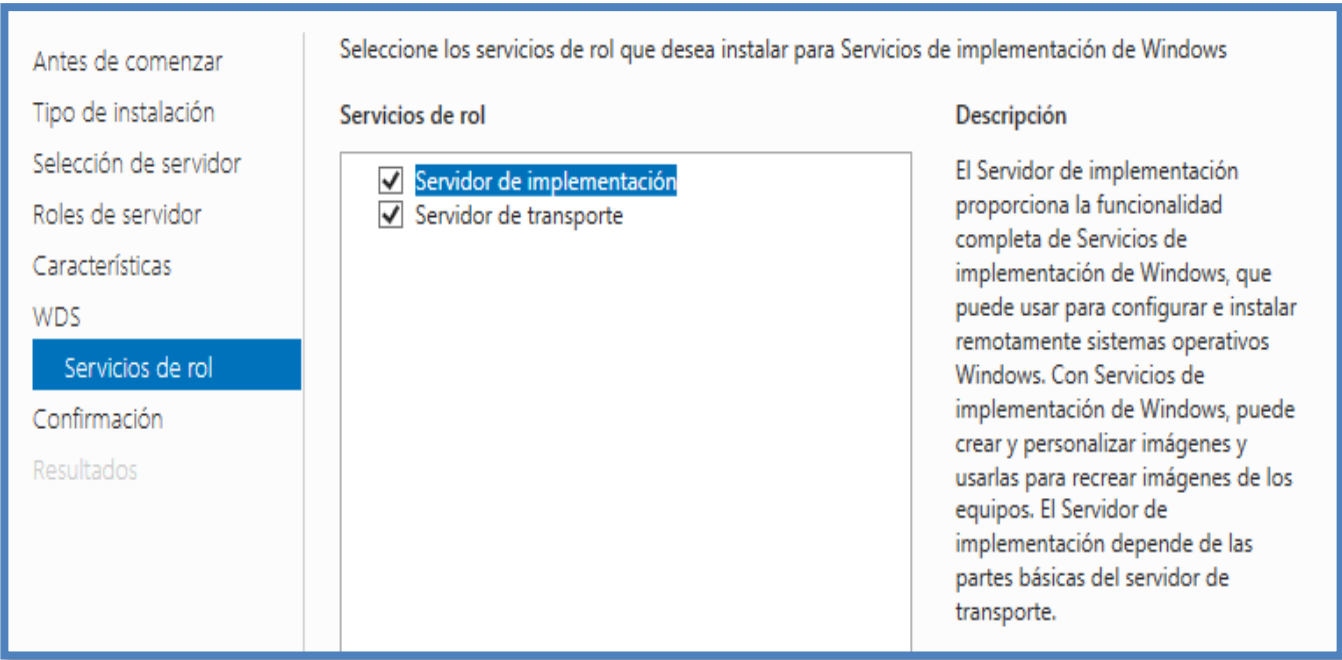 Antes de comenzar
Tipo de instalación
Selección de servidor
Roles de servidor
Características
WDS
Servicios de rol
Confirmación
Resultados
Seleccione los servicios de rol que desea instalar para Servicios de implementación de Windows
Servicios de rol
Servidor de implementación
Servidor de transporte
Descripción
El Servidor de implementación
proporciona la funcionalidad
completa de Servicios de
implementación de Windows, que
puede usar para configurar e instalar
remotamente sistemas operativos
Windows. Con Servicios de
implementación de Windows, puede
crear y personalizar imágenes y
usarlas para recrear imágenes de los
equipos. El Servidor de
implementación depende de las
partes básicas del servidor de
transporte.